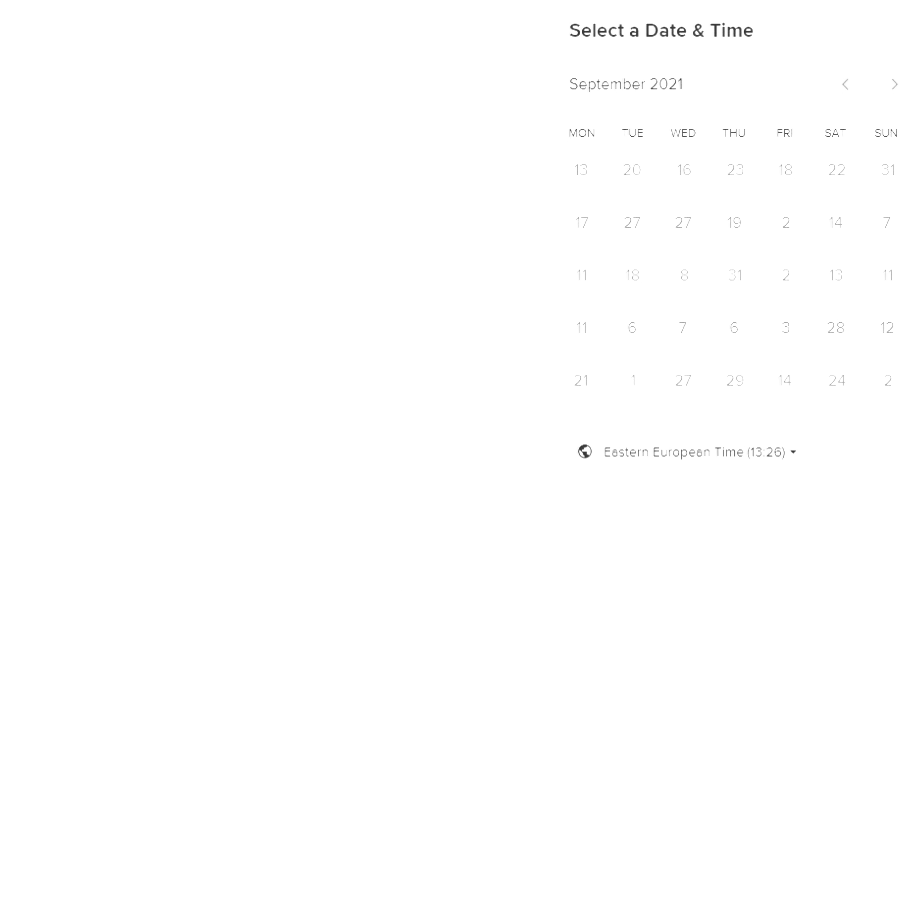 Select a Date & Time
September 2021
MON TUE WED THU FRI SAT SUN
13 20 16 23 18 22 31
17 27 27 19 2 14 7
11 18 8 31 2 13 11
11 6 7 6 3 28 12
21 1 27 29 14 24 2
Eastern European Time (13:26)